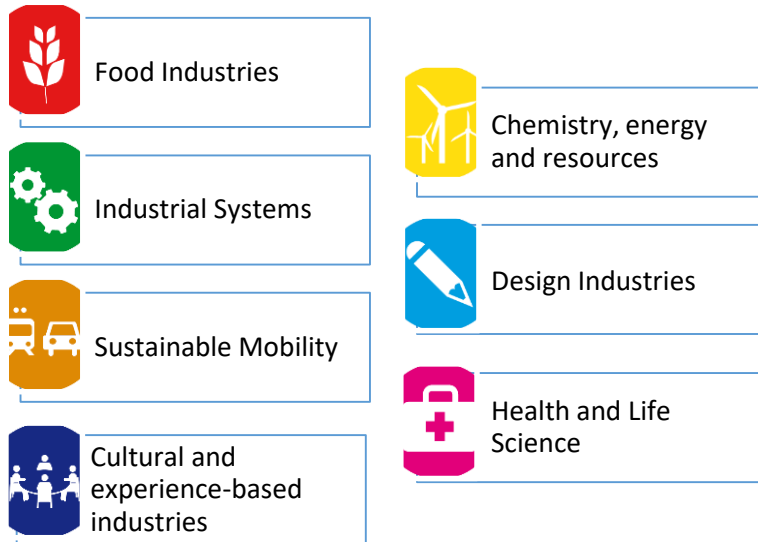 Food Industries
Industrial Systems
Sustainable Mobility
Cultural and
experience-based
industries
Chemistry, energy
and resources
Design Industries
Health and Life
Science